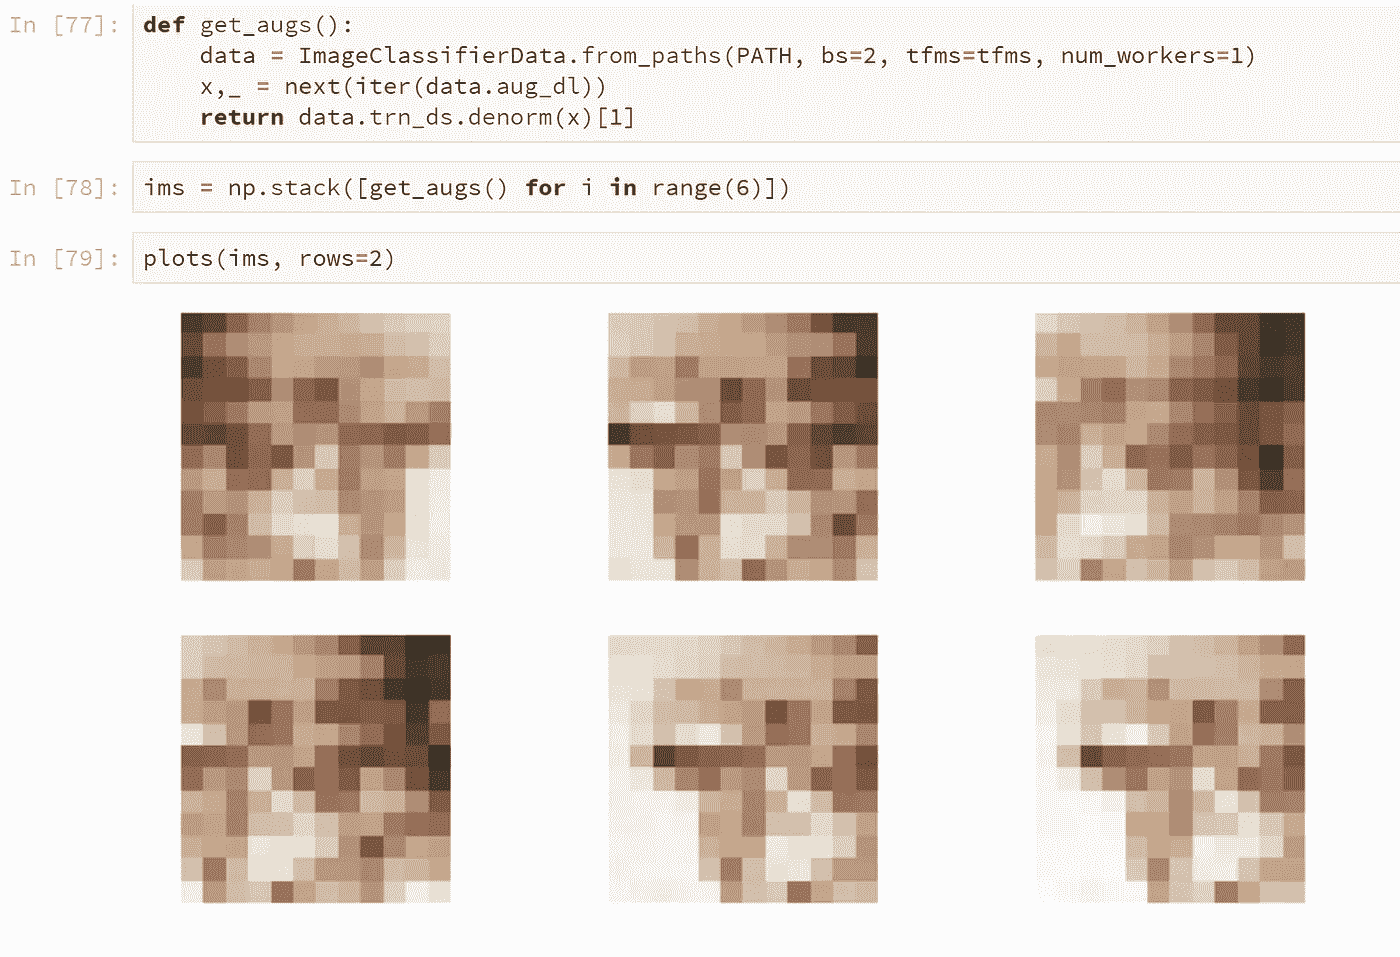 In [77]: def get_augs():
    data = ImageClassifierData.from_paths(PATH, bs=2, tfms=tfms, num_workers=1)
    x,_ = next(iter(data.aug_dl))
    return data.trn_ds.denorm(x)[1]
In [78]: ims = np.stack([get_augs() for i in range(6)])
In [79]: plots(ims, rows=2)